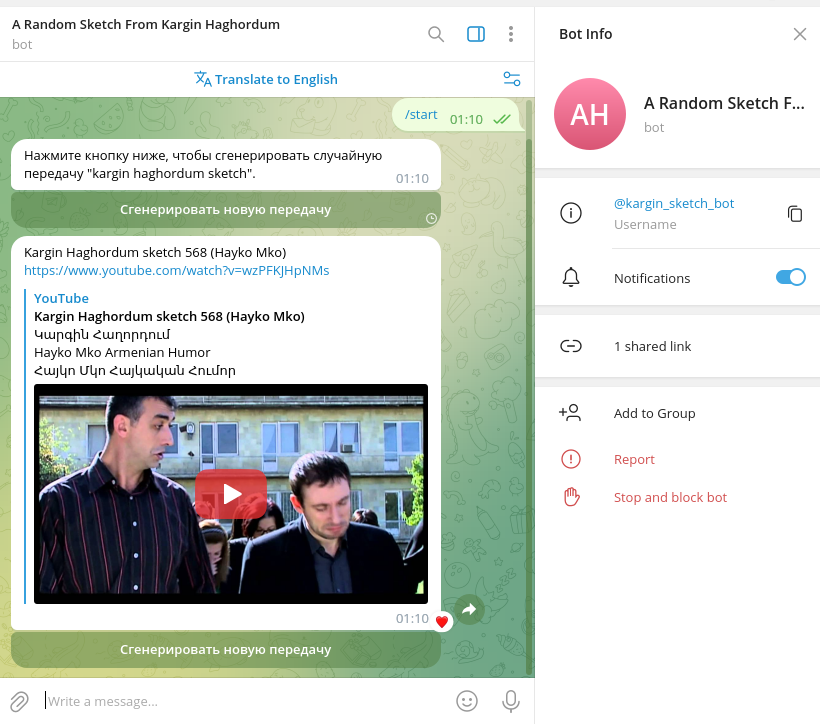 A Random Sketch From Kargin Haghordum
bot
Translate to English
/start
01:10
Нажмите кнопку ниже, чтобы сгенерировать случайную
передачу "kargin haghordum sketch".
01:10
Сгенерировать новую передачу
Kargin Haghordum sketch 568 (Hayko Mko)
https://www.youtube.com/watch?v=wzPFKJHpNMs
YouTube
Kargin Haghordum sketch 568 (Hayko Mko)
Կարգին Հաղորդում
Hayko Mko Armenian Humor
Հայկո Մկո Հայկական Հումոր
01:10
Сгенерировать новую передачу
Write a message...
Bot Info
AH
A Random Sketch F...
bot
@kargin_sketch_bot
Username
Notifications
1 shared link
Add to Group
Report
Stop and block bot